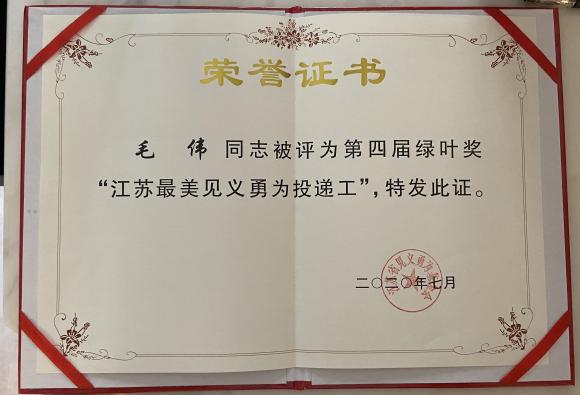 荣誉证书
毛 伟 同志被评为第四届绿叶奖
“江苏最美见义勇为投递工”,特发此证。
二〇二〇年七月